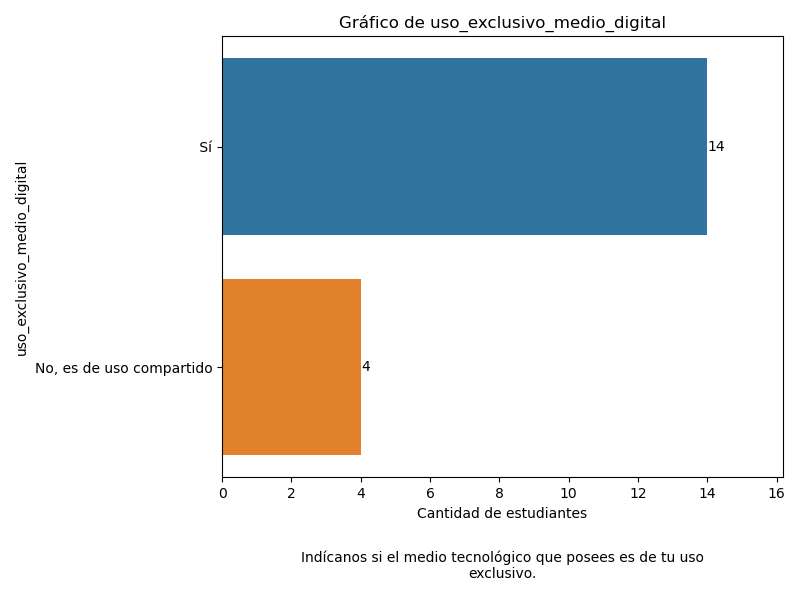 Gráfico de uso_exclusivo_medio_digital
uso_exclusivo_medio_digital
Sí
14
No, es de uso compartido
4
0 2 4 6 8 10 12 14 16
Cantidad de estudiantes
Indícanos si el medio tecnológico que posees es de tu uso
exclusivo.